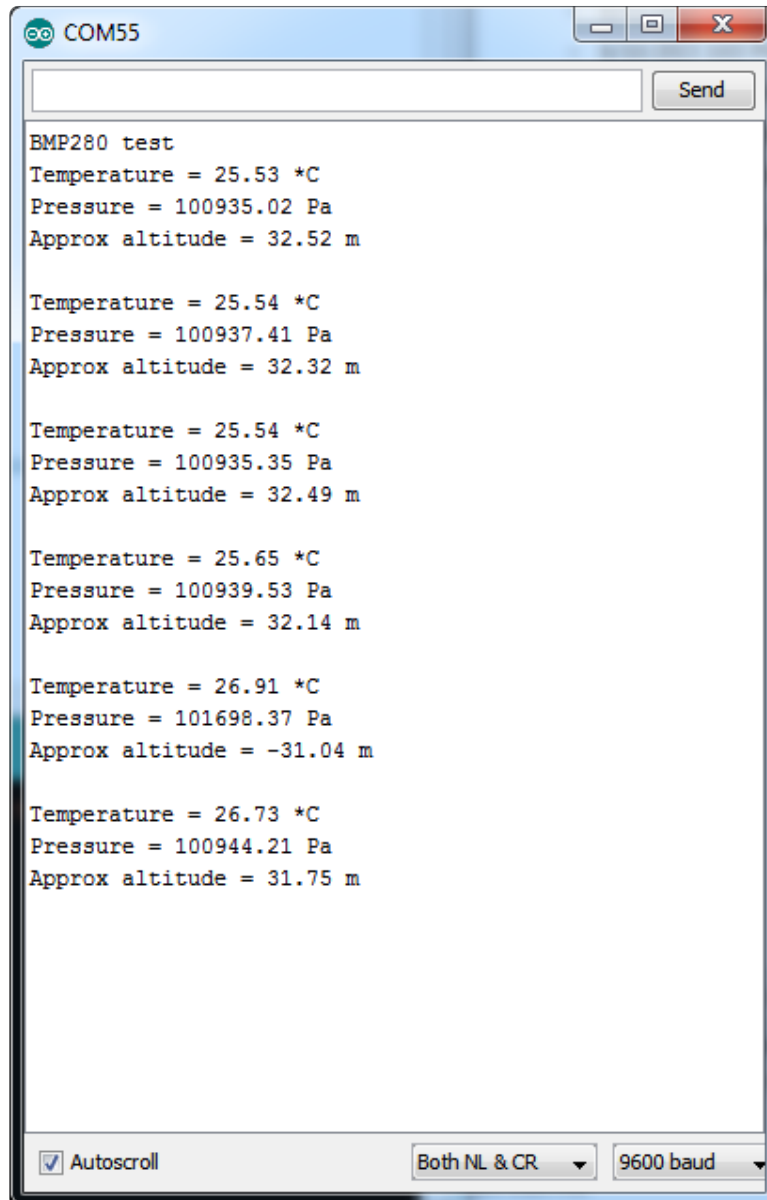 COM55
Send
BMP280 test
Temperature = 25.53 *C
Pressure = 100935.02 Pa
Approx altitude = 32.52 m
Temperature = 25.54 *C
Pressure = 100937.41 Pa
Approx altitude = 32.32 m
Temperature = 25.54 *C
Pressure = 100935.35 Pa
Approx altitude = 32.49 m
Temperature = 25.65 *C
Pressure = 100939.53 Pa
Approx altitude = 32.14 m
Temperature = 26.91 *C
Pressure = 101698.37 Pa
Approx altitude = -31.04 m
Temperature = 26.73 *C
Pressure = 100944.21 Pa
Approx altitude = 31.75 m
Autoscroll Both NL & CR 9600 baud